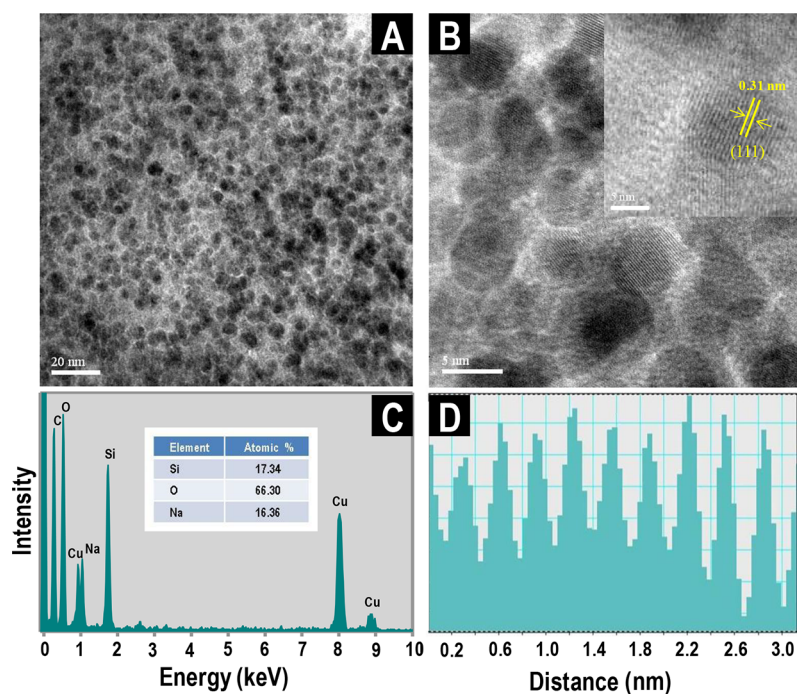 A
20 nm
B
0.31 nm
(111)
5 nm
C
Intensity
C
O
Cu
Na
Si
Cu
Cu
Element Atomic %
Si 17.34
O 66.30
Na 16.36
0 1 2 3 4 5 6 7 8 9 10
Energy (keV)
D
0.2 0.6 1.0 1.4 1.8 2.2 2.6 3.0
Distance (nm)